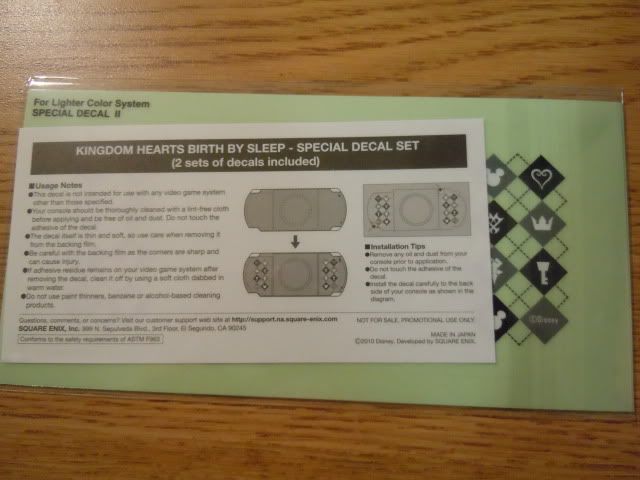 For Lighter Color System
SPECIAL DECAL II
KINGDOM HEARTS BIRTH BY SLEEP - SPECIAL DECAL SET
(2 sets of decals included)
■Usage Notes
●This decal is not intended for use with any video game system
other than those specified.
●Your console should be thoroughly cleaned with a lint-free cloth
before applying and be free of oil and dust. Do not touch the
adhesive of the decal.
●The decal itself is thin and soft, so use care when removing it
from the backing film.
●Be careful with the backing film as the corners are sharp and
can cause injury.
●If adhesive residue remains on your video game system after
removing the decal, clean it off by using a soft cloth dabbed in
warm water.
●Do not use paint thinners, benzene or alcohol-based cleaning
products.
■Installation Tips
●Remove any oil and dust from your
console prior to application.
●Do not touch the adhesive of the
decal.
●Install the decal carefully to the back
side of your console as shown in the
diagram.
Questions, comments, or concerns? Visit our customer support web site at http://support.na.square-enix.com
NOT FOR SALE, PROMOTIONAL USE ONLY.
SQUARE ENIX, Inc. 999 N. Sepulveda Blvd., 3rd Floor, El Segundo, CA 90245
Conforms to the safety requirements of ASTM F963
MADE IN JAPAN
©2010 Disney. Developed by SQUARE ENIX.
©Disney